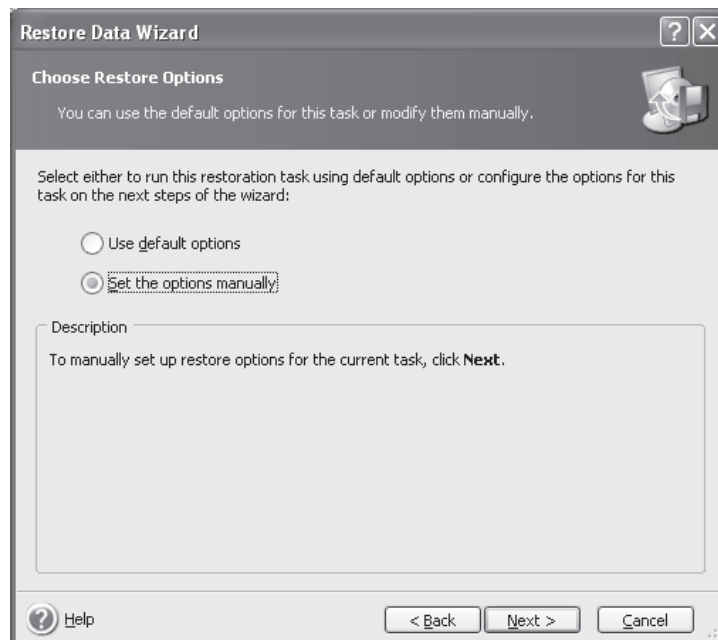 Restore Data Wizard
Choose Restore Options
You can use the default options for this task or modify them manually.
Select either to run this restoration task using default options or configure the options for this
task on the next steps of the wizard:
Use default options
Set the options manually
Description
To manually set up restore options for the current task, click Next.
Help
< Back
Next >
Cancel